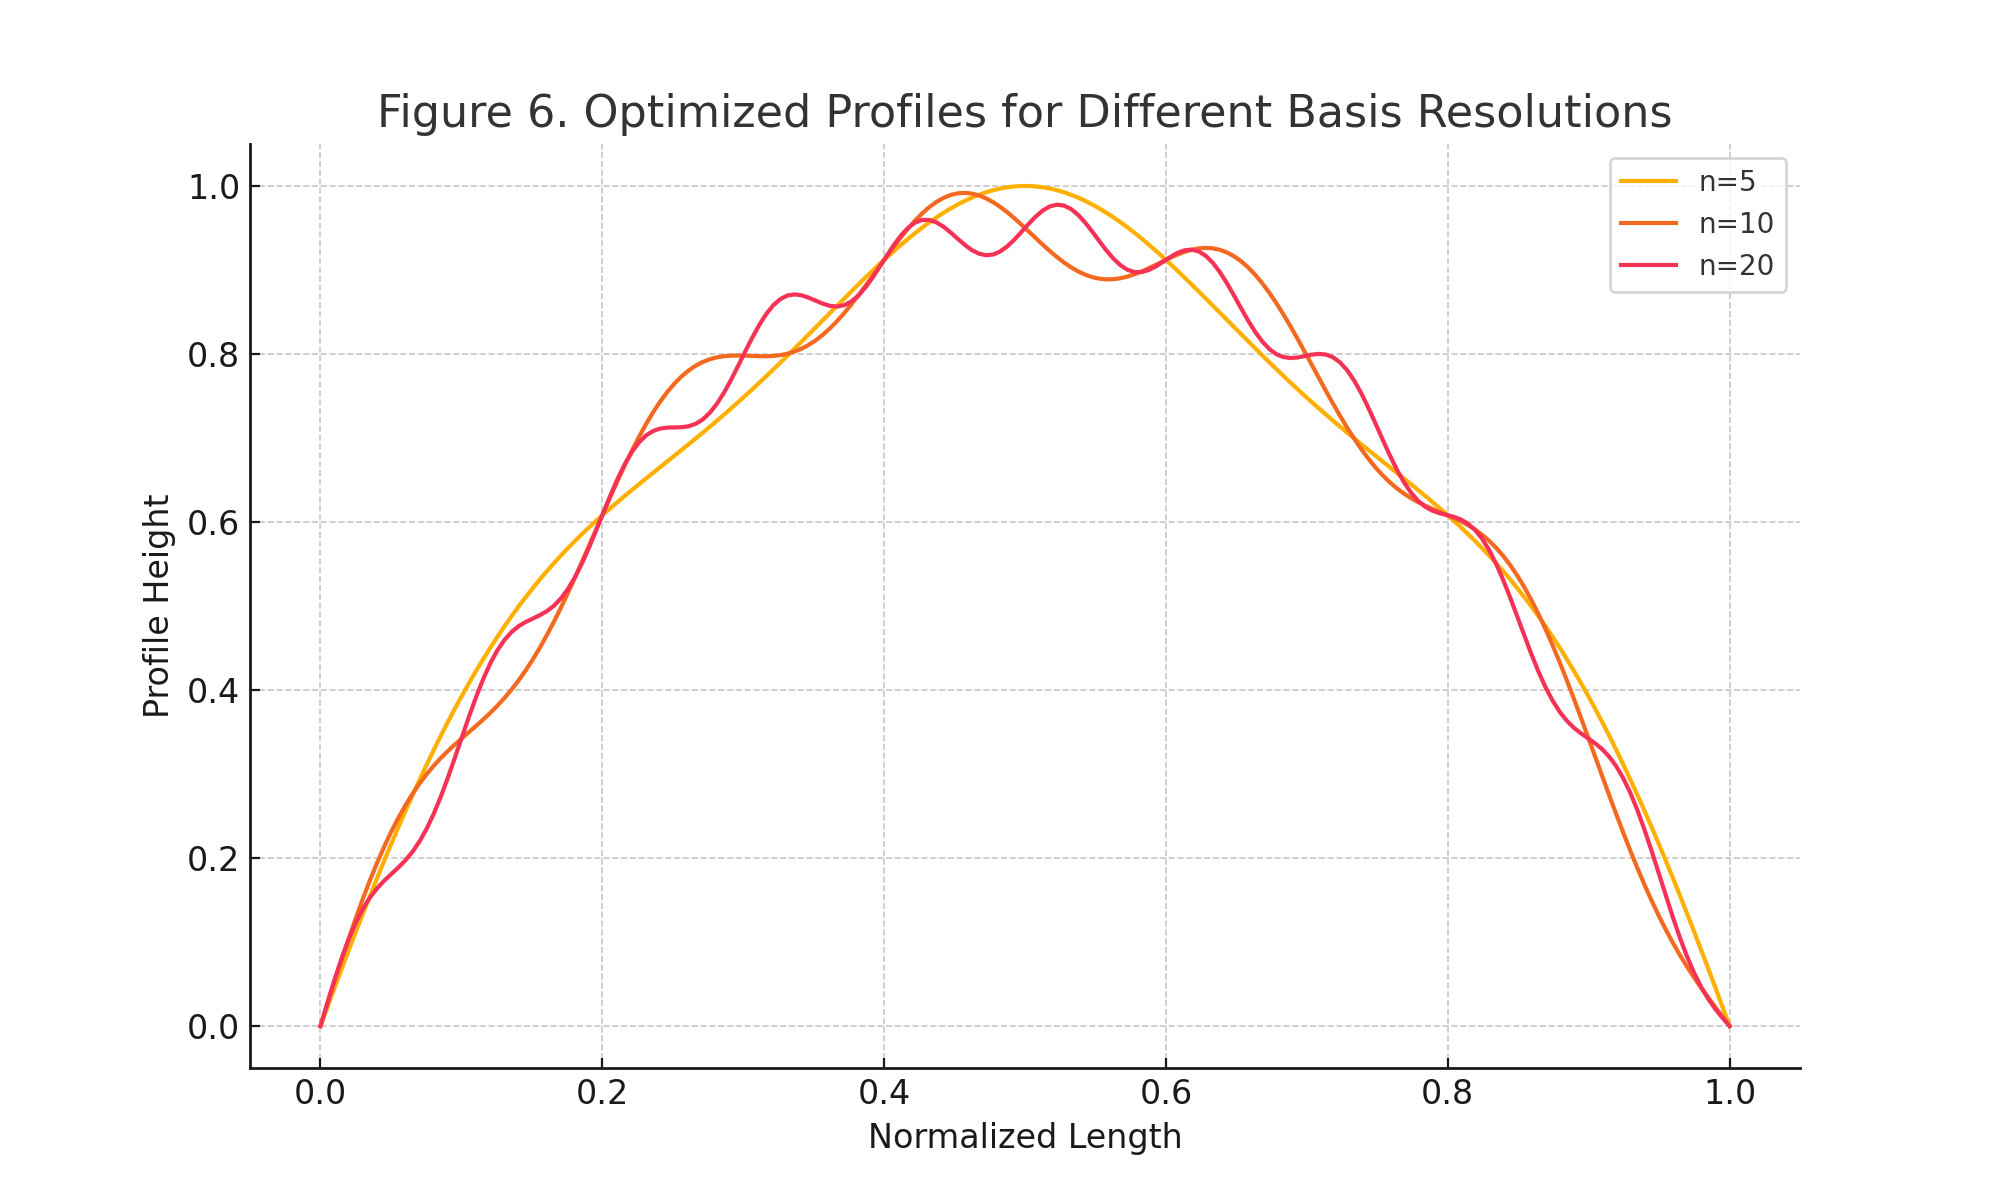 Figure 6. Optimized Profiles for Different Basis Resolutions
n=5
n=10
n=20
1.0
0.8
0.6
0.4
0.2
0.0
Profile Height
0.0 0.2 0.4 0.6 0.8 1.0
Normalized Length